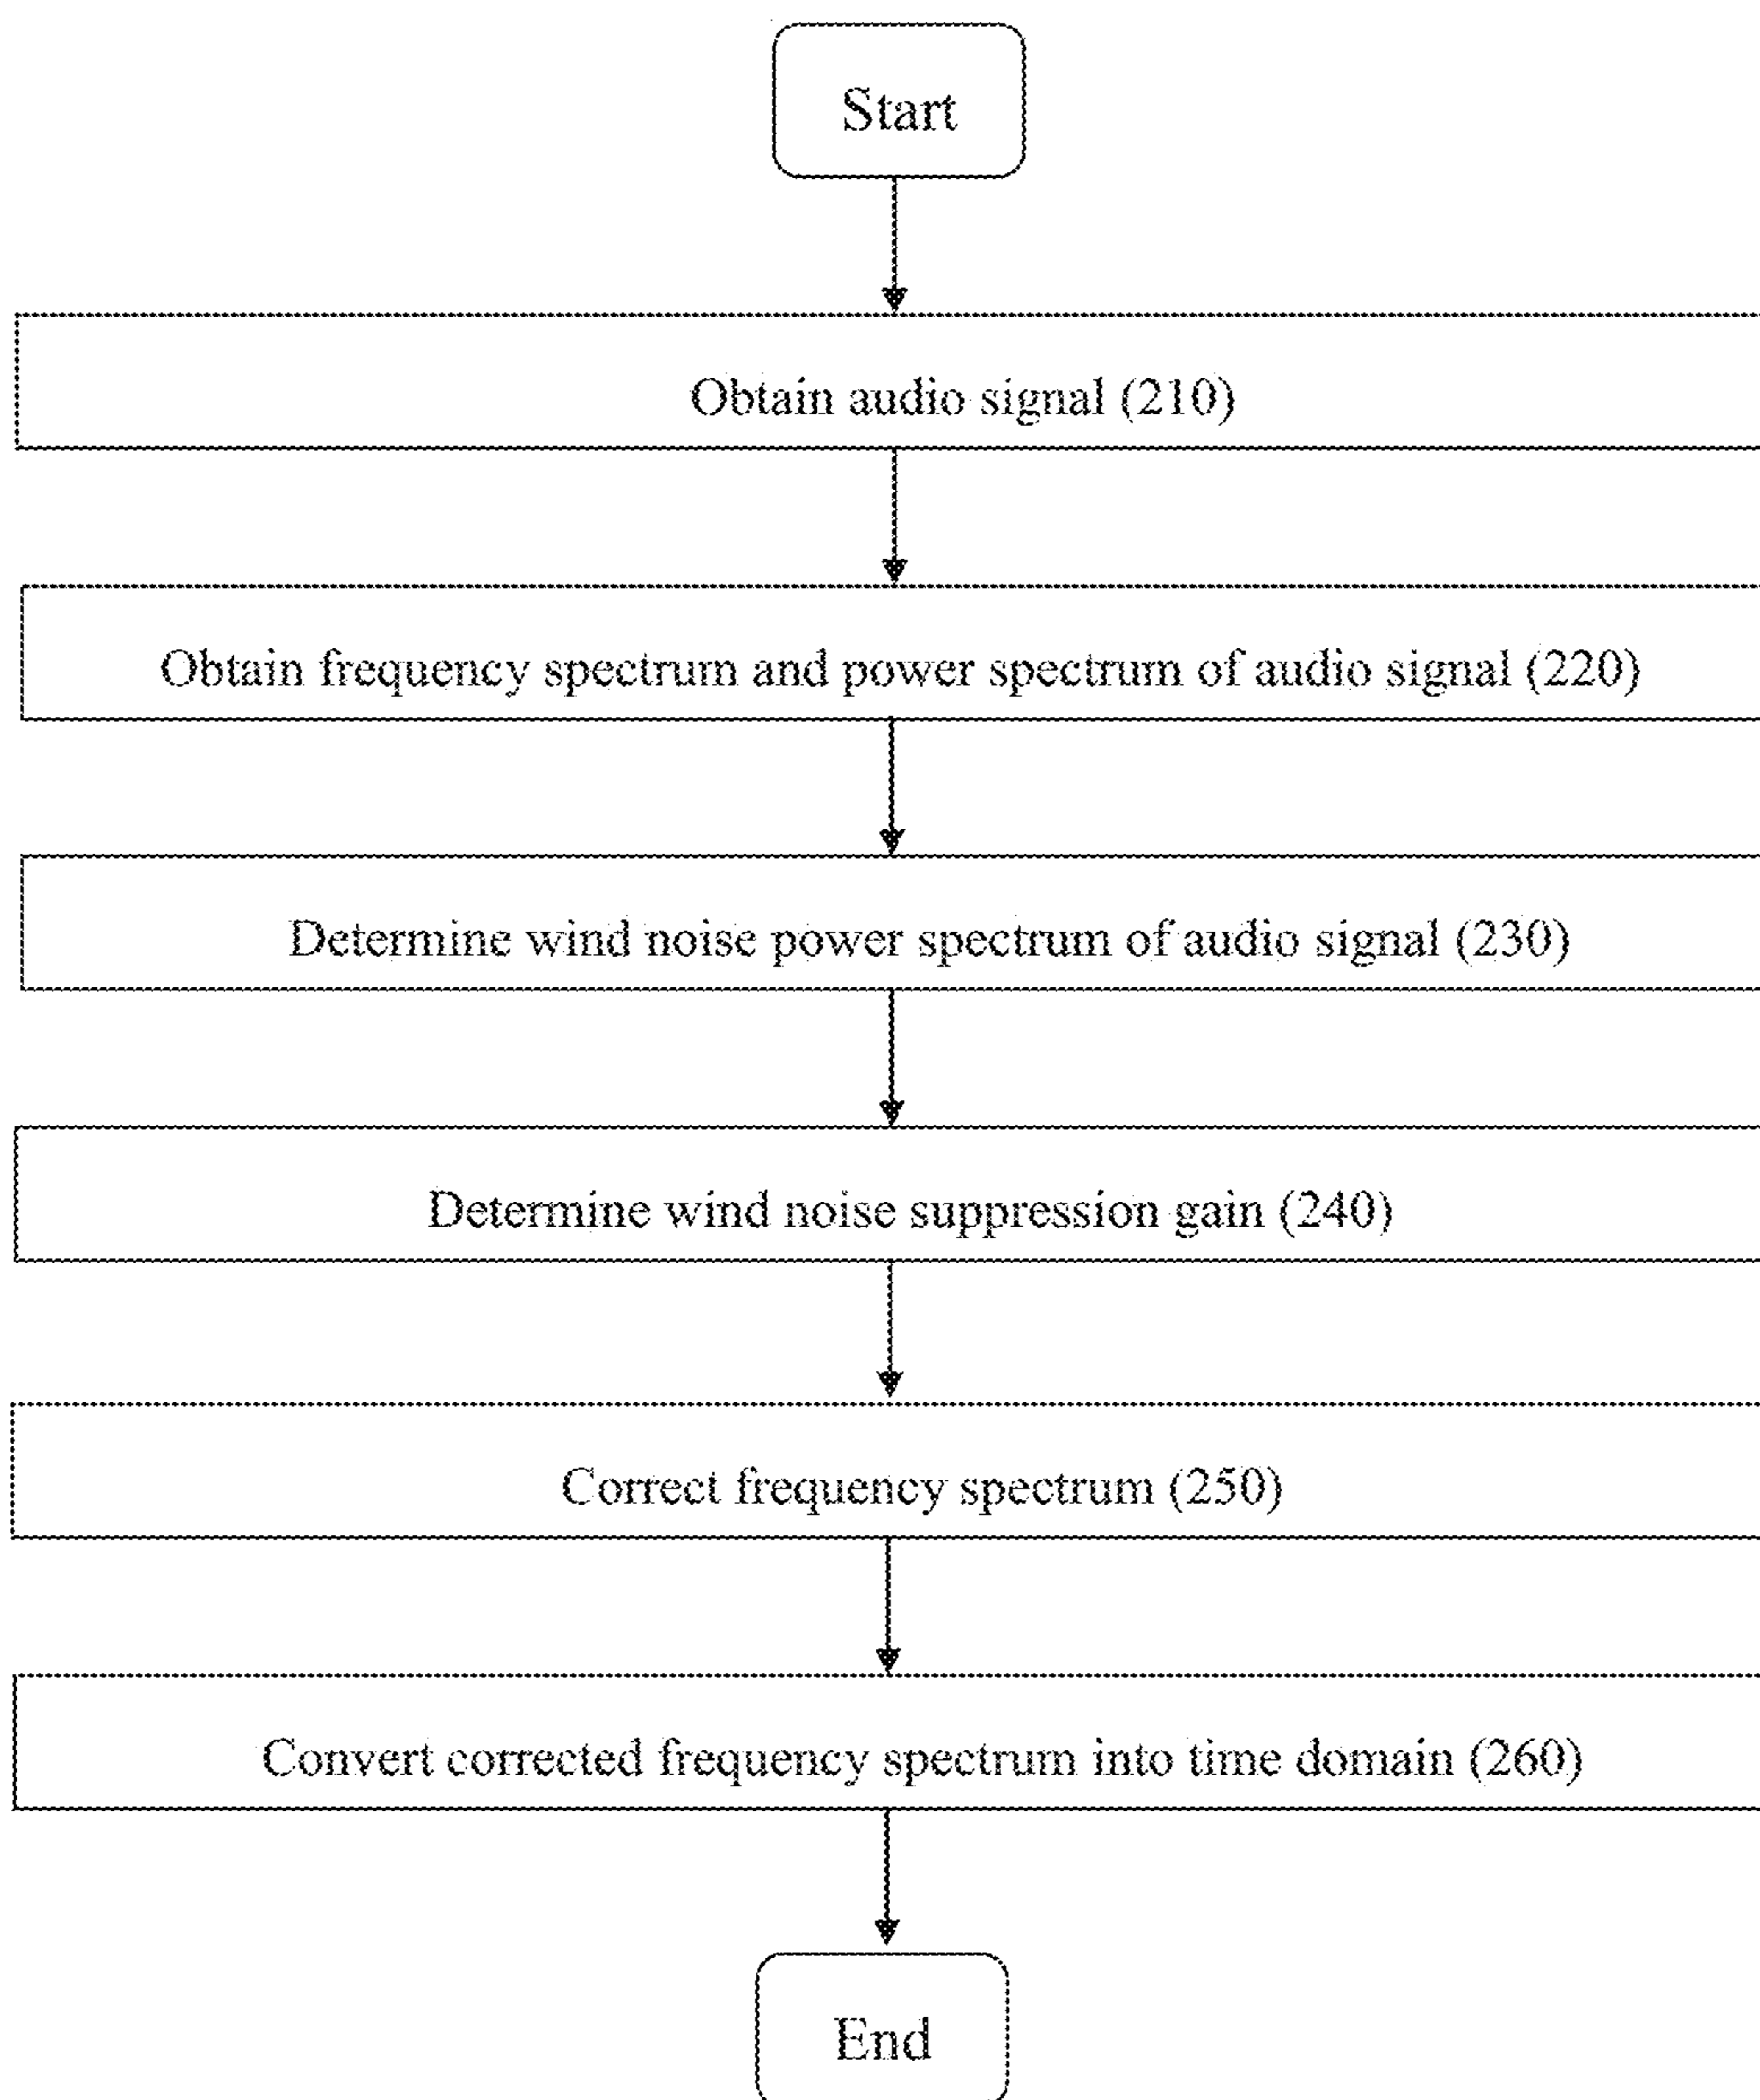 Start
Obtain audio signal (210)
Obtain frequency spectrum and power spectrum of audio signal (220)
Determine wind noise power spectrum of audio signal (230)
Determine wind noise suppression gain (240)
Correct frequency spectrum (250)
Convert corrected frequency spectrum into time domain (260)
End